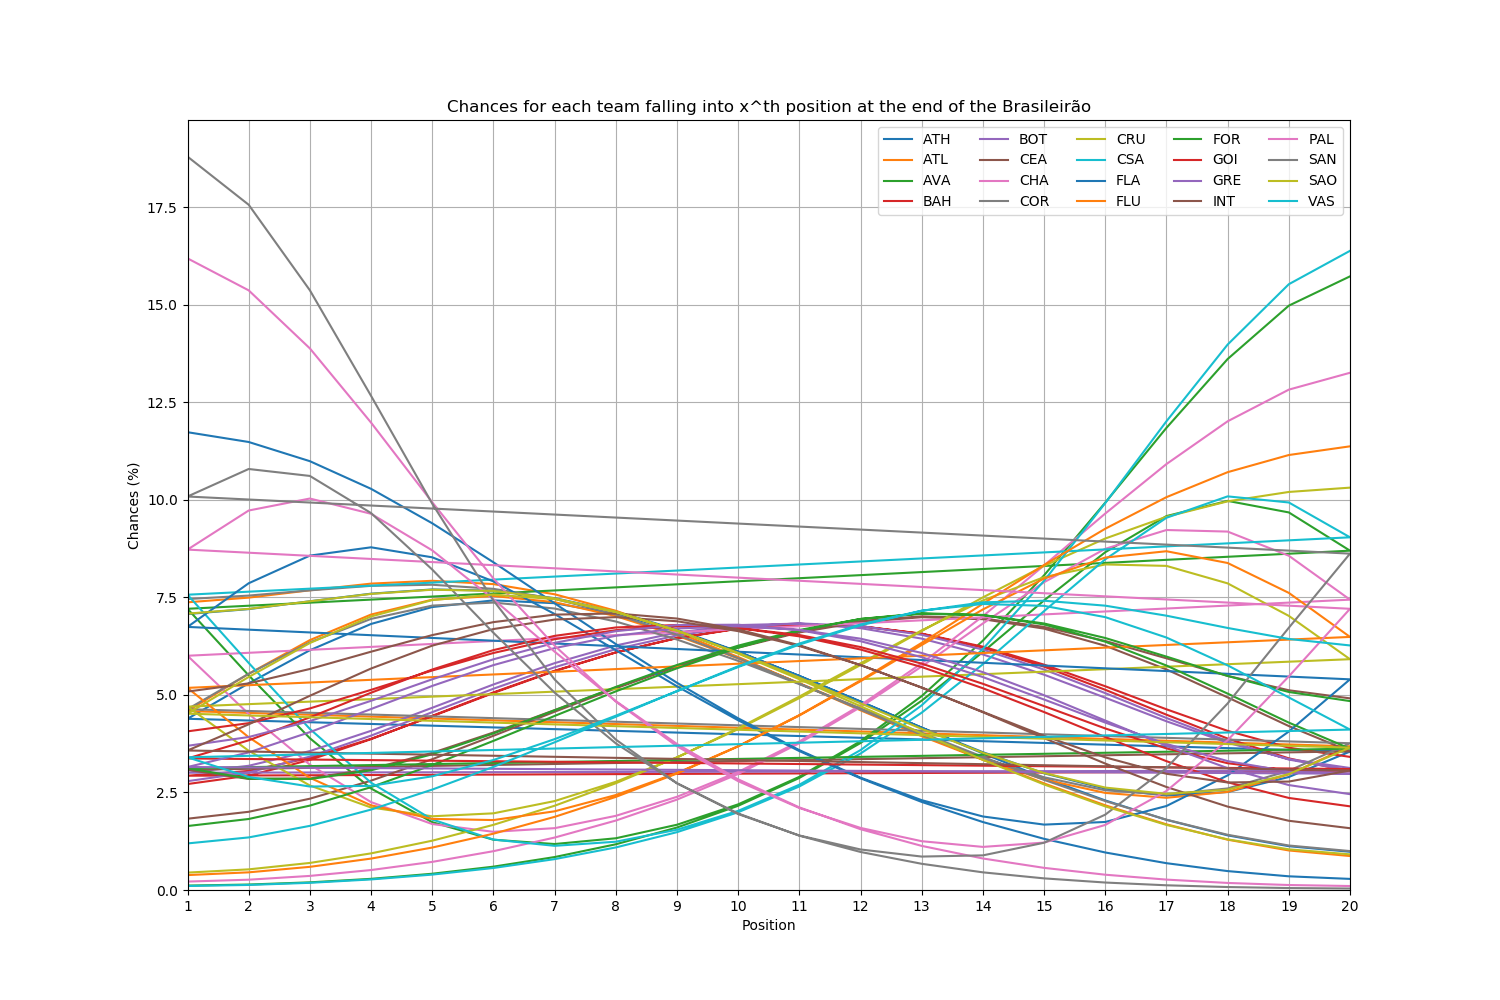 Chances for each team falling into x^th position at the end of the Brasileirão
ATH BOT CRU FOR PAL
ATL CEA CSA GOI SAN
AVA CHA FLA GRE SAO
BAH COR FLU INT VAS
17.5
15.0
12.5
10.0
7.5
5.0
2.5
0.0
Chances (%)
1 2 3 4 5 6 7 8 9 10 11 12 13 14 15 16 17 18 19 20
Position